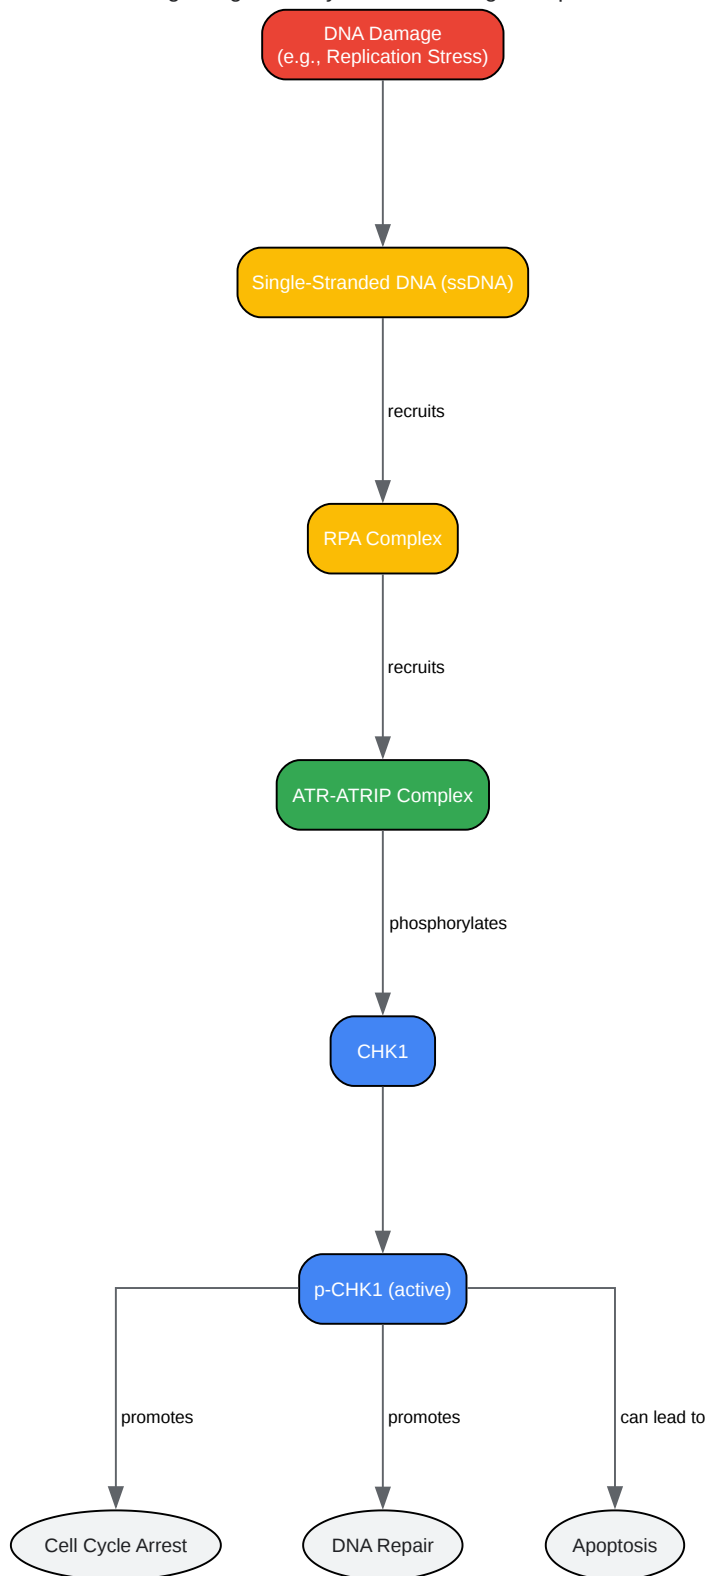 DNA Damage
(e.g., Replication Stress)
Single-Stranded DNA (ssDNA)
recruits
RPA Complex
recruits
ATR-ATRIP Complex
phosphorylates
CHK1
p-CHK1 (active)
promotes
promotes
can lead to
Cell Cycle Arrest
DNA Repair
Apoptosis